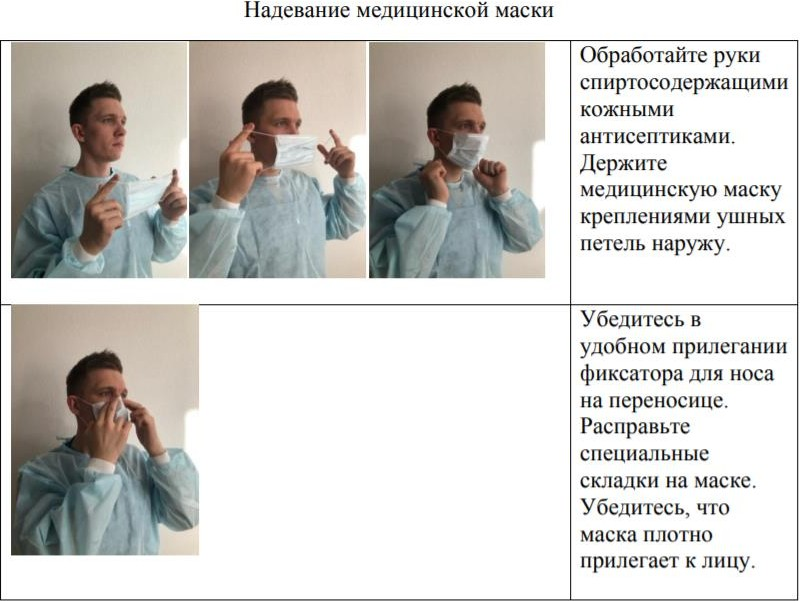 Надевание медицинской маски
Обработайте руки
спиртосодержащими
кожными
антисептиками.
Держите
медицинскую маску
креплениями ушных
петель наружу.
Убедитесь в
удобном прилегании
фиксатора для носа
на переносице.
Расправьте
специальные
складки на маске.
Убедитесь, что
маска плотно
прилегает к лицу.